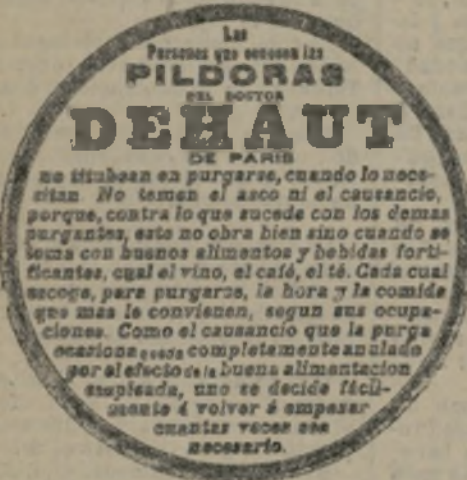 Las
Personas que conocen las
PILDORAS
DEL DOCTOR
DEHAUT
DE PARIS
no titubean en purgarse, cuando lo nece-
sitan. No temen el asco ni el causancio,
porque, contra lo que sucede con los demas
purgantes, este no obra bien sino cuando se
toma con buenos alimentos y bebidas forti-
ficantes, cual el vino, el café, el té. Cada cual
escoge, para purgarse, la hora y la comida
que mas le convienen, segun sus ocupa-
ciones. Como el causancio que la purga
ocasiona queda completamente anulado
por el efecto de la buena alimentacion
empleada, uno se decide fácil-
mente á volver á empezar
cuantas veces sea
necesario.